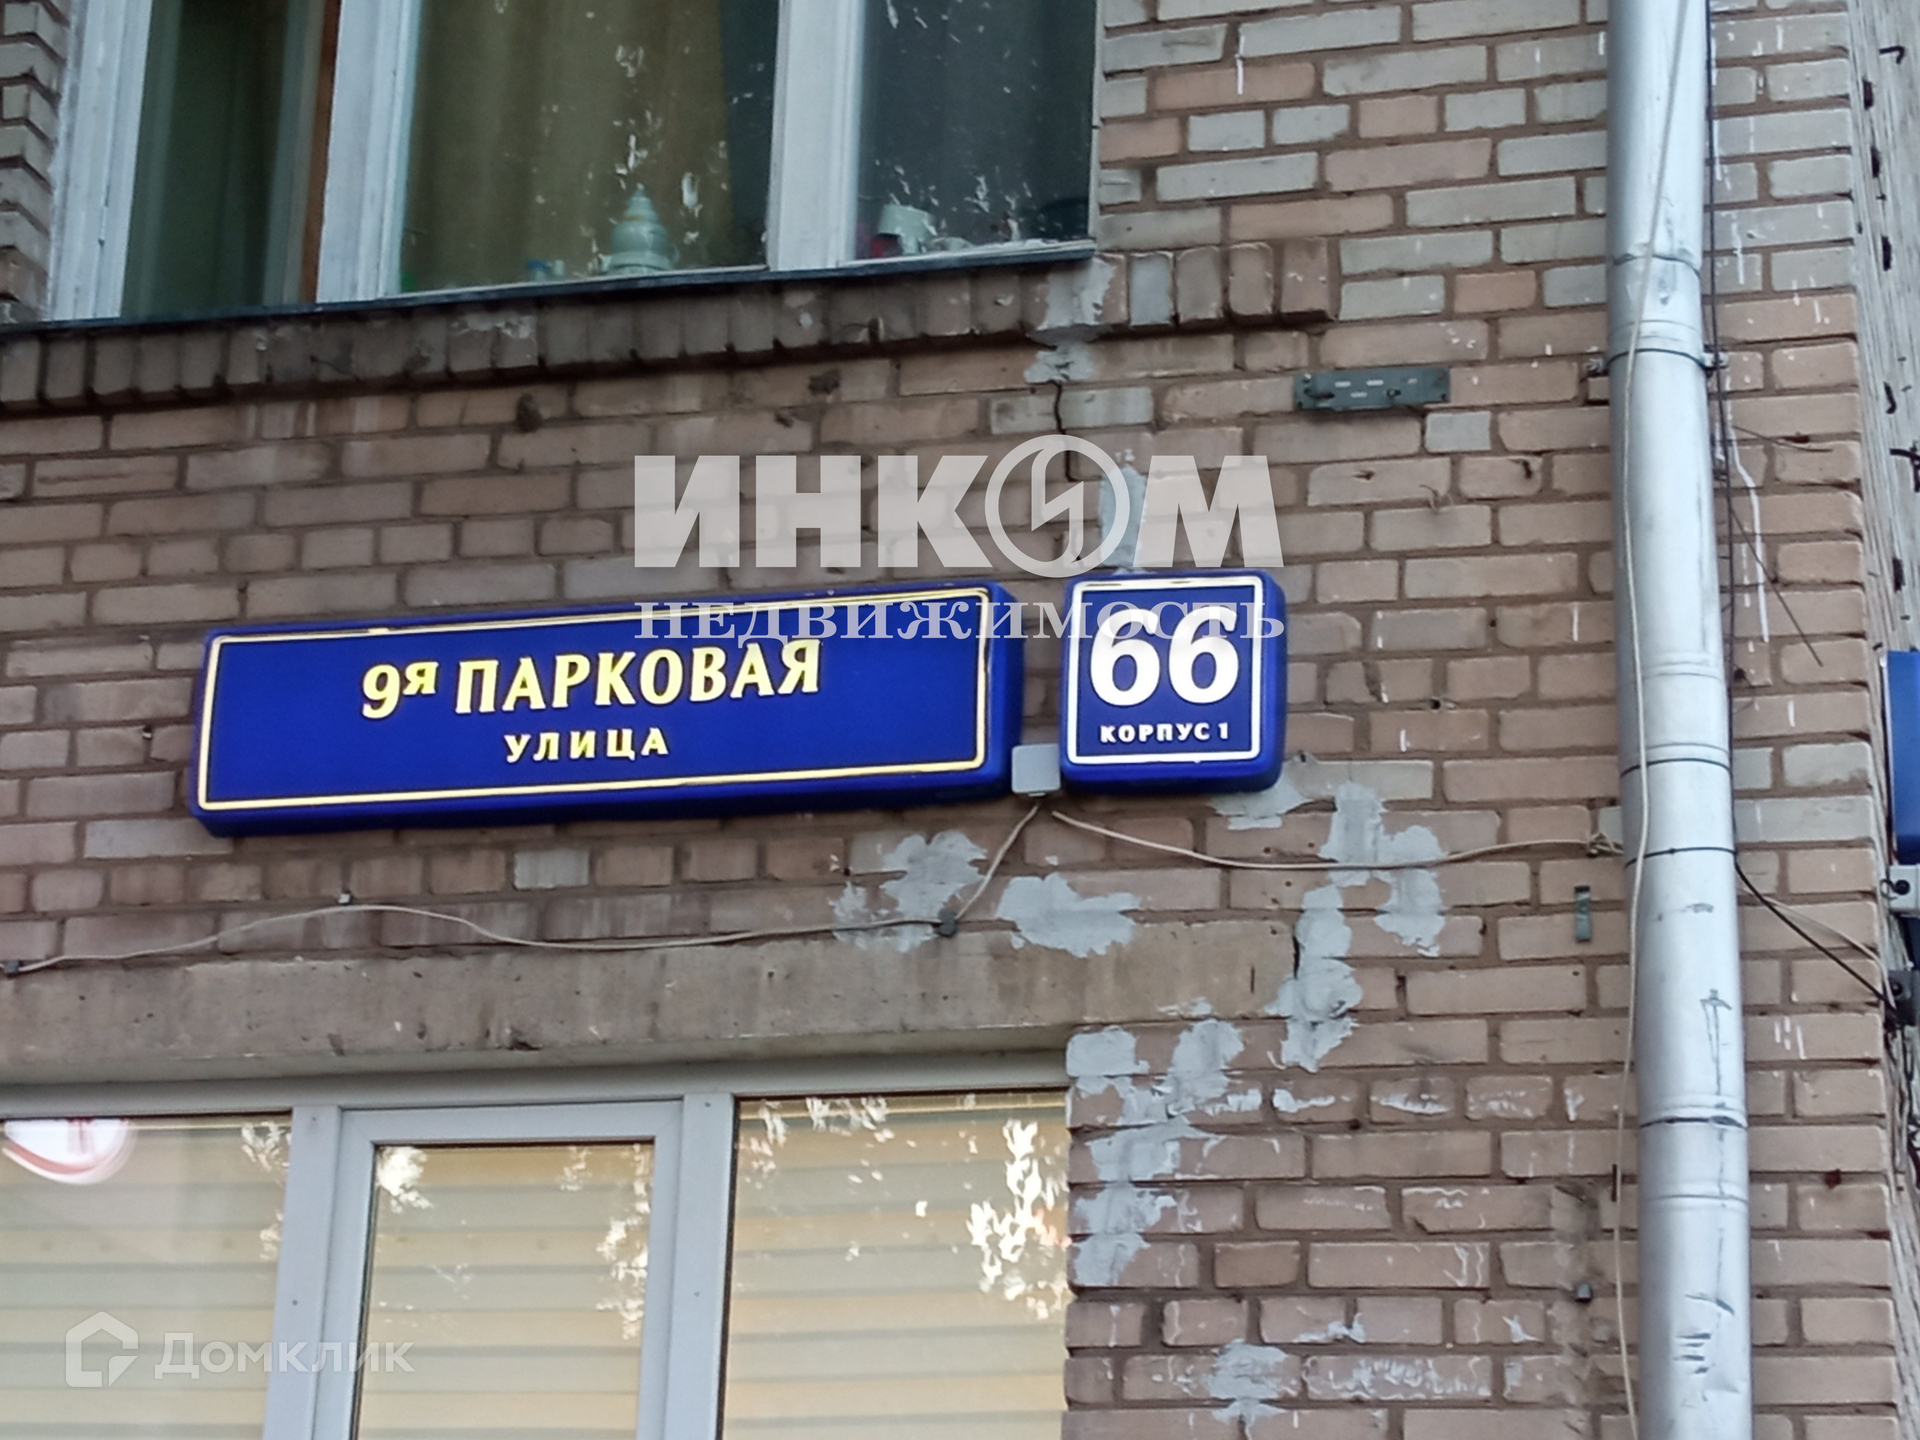 ИНКОМ
НЕДВИЖИМОСТЬ
9я ПАРКОВАЯ
УЛИЦА
66
КОРПУС 1
Домклик